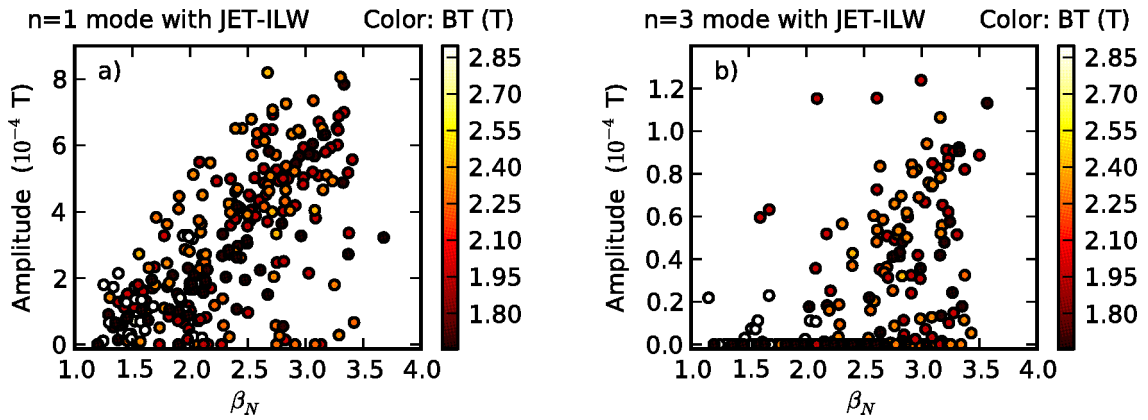 n=1 mode with JET-ILW Color: BT (T)
a)
Amplitude (10⁻⁴ T)
8
6
4
2
0
1.0 1.5 2.0 2.5 3.0 3.5 4.0
β_N
2.85
2.70
2.55
2.40
2.25
2.10
1.95
1.80
n=3 mode with JET-ILW Color: BT (T)
b)
Amplitude (10⁻⁴ T)
1.2
1.0
0.8
0.6
0.4
0.2
0.0
1.0 1.5 2.0 2.5 3.0 3.5 4.0
β_N
2.85
2.70
2.55
2.40
2.25
2.10
1.95
1.80